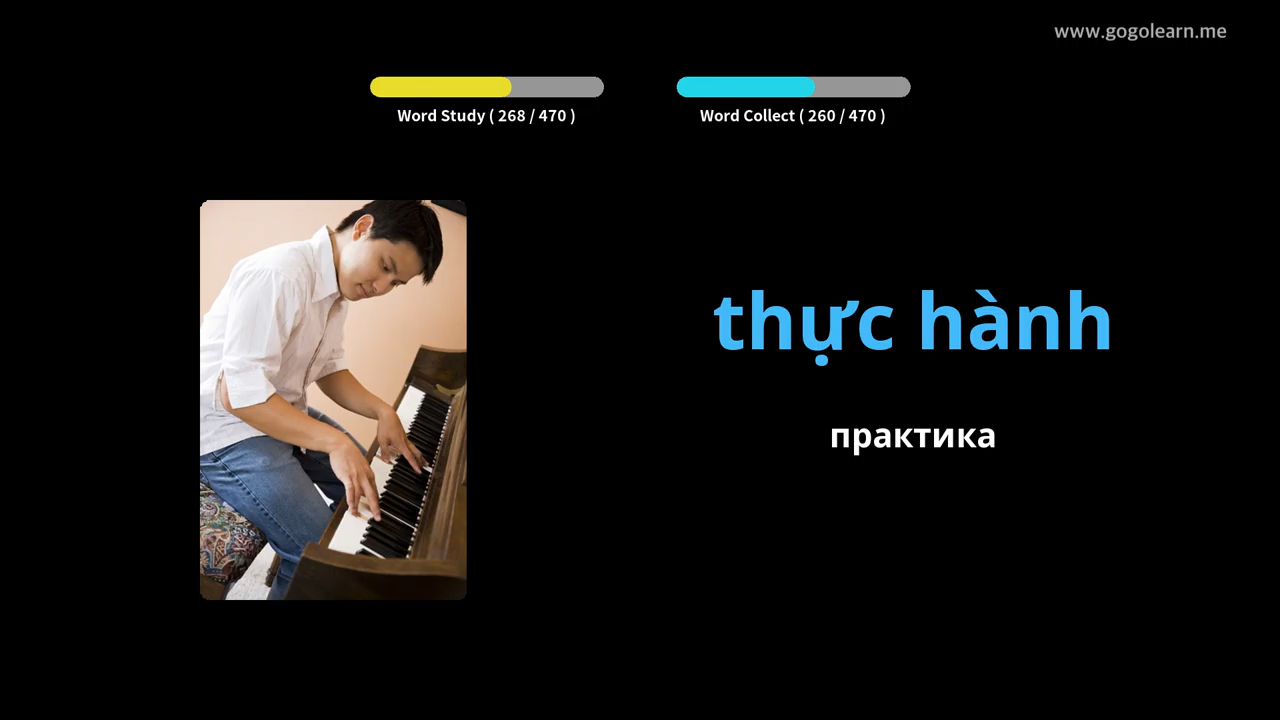 www.gogolearn.me
Word Study ( 268 / 470 )
Word Collect ( 260 / 470 )
thực hành
практика